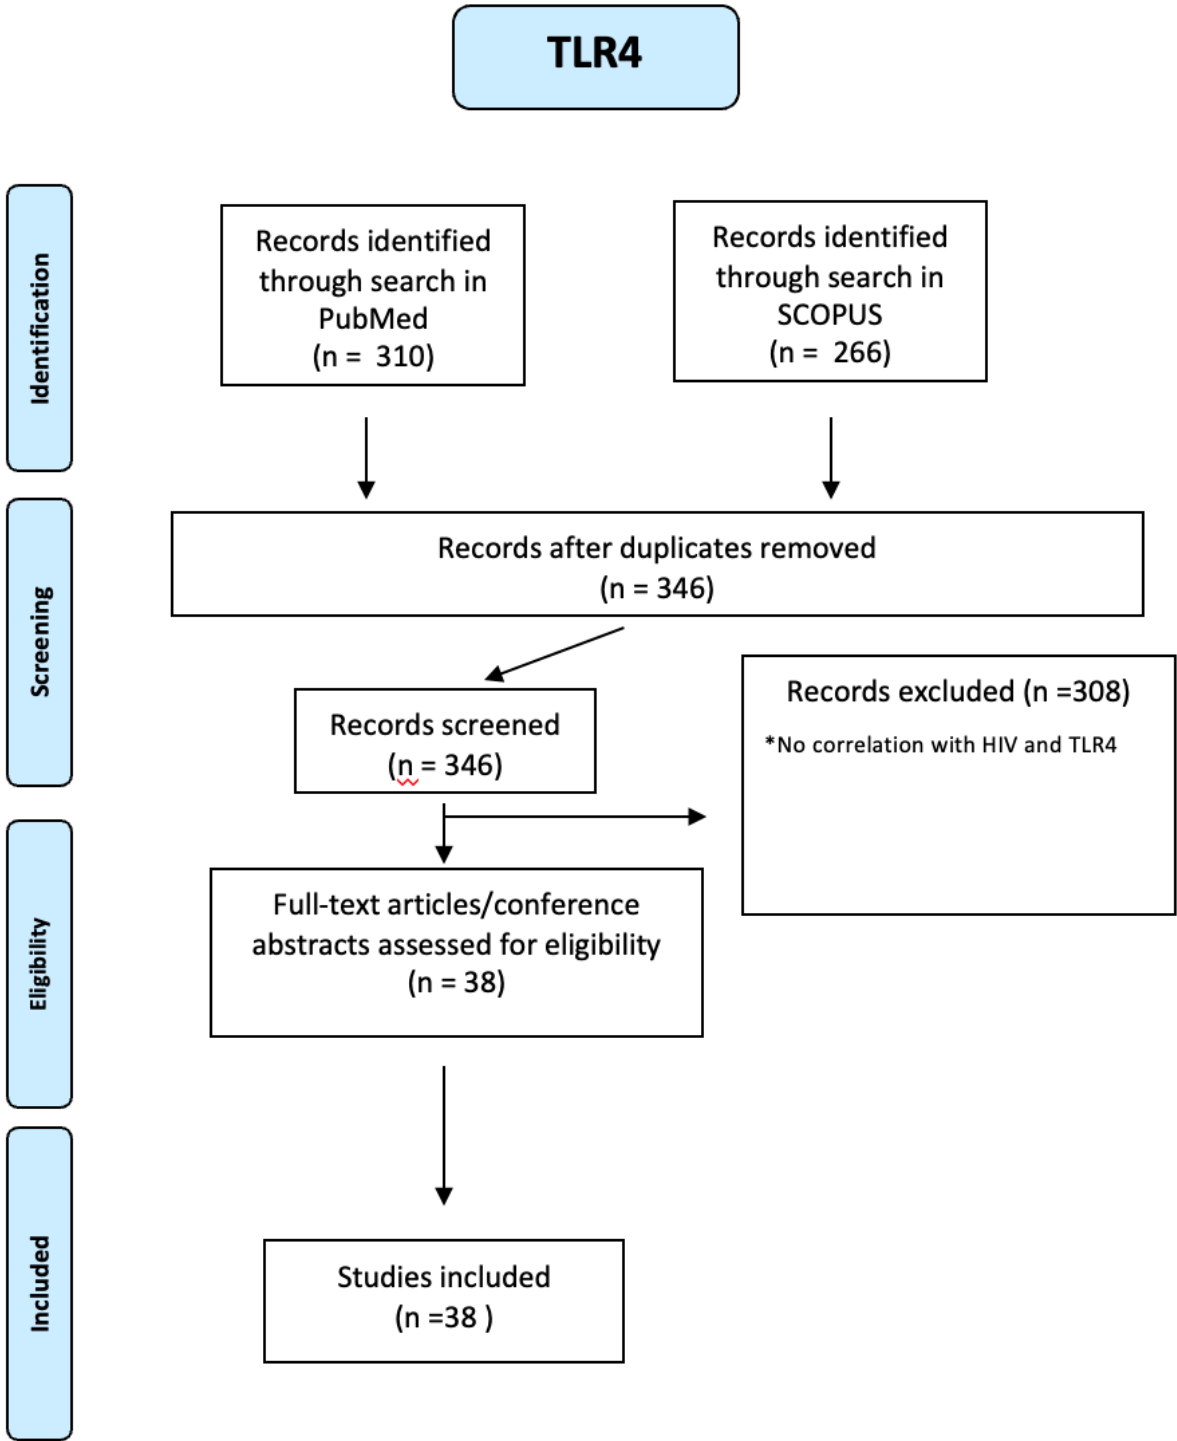 TLR4
Identification
Records identified
through search in
PubMed
(n =  310)
Records identified
through search in
SCOPUS
(n =  266)
Screening
Records after duplicates removed
(n = 346)
Records screened
(n = 346)
Records excluded (n =308)
*No correlation with HIV and TLR4
Eligibility
Full-text articles/conference
abstracts assessed for eligibility
(n = 38)
Included
Studies included
(n =38 )